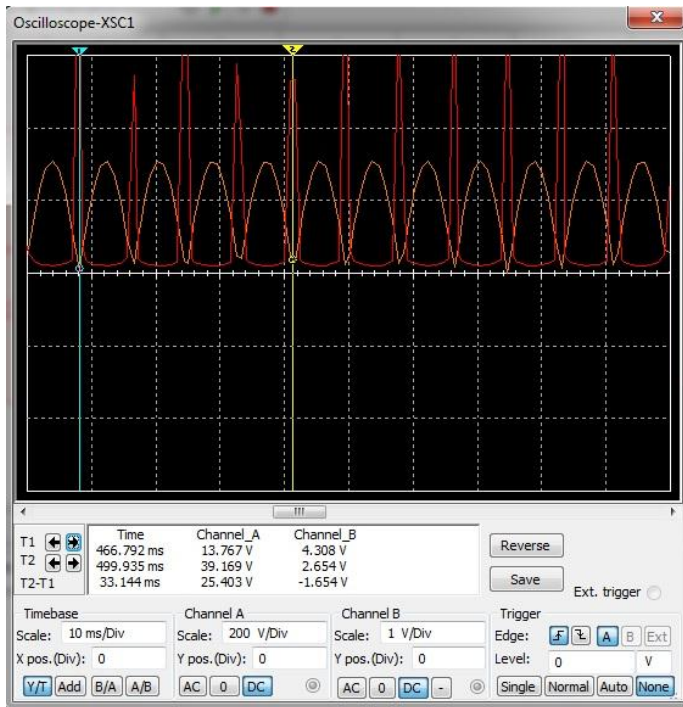 Oscilloscope-XSC1
1 2
Time Channel_A Channel_B
T1 466.792 ms 13.767 V 4.308 V
T2 499.935 ms 39.169 V 2.654 V
T2-T1 33.144 ms 25.403 V -1.654 V
Reverse
Save
Ext. trigger
Timebase
Scale: 10 ms/Div
X pos.(Div): 0
Y/T Add B/A A/B
Channel A
Scale: 200 V/Div
Y pos.(Div): 0
AC 0 DC
Channel B
Scale: 1 V/Div
Y pos.(Div): 0
AC 0 DC -
Trigger
Edge: A B Ext
Level: 0 V
Single Normal Auto None